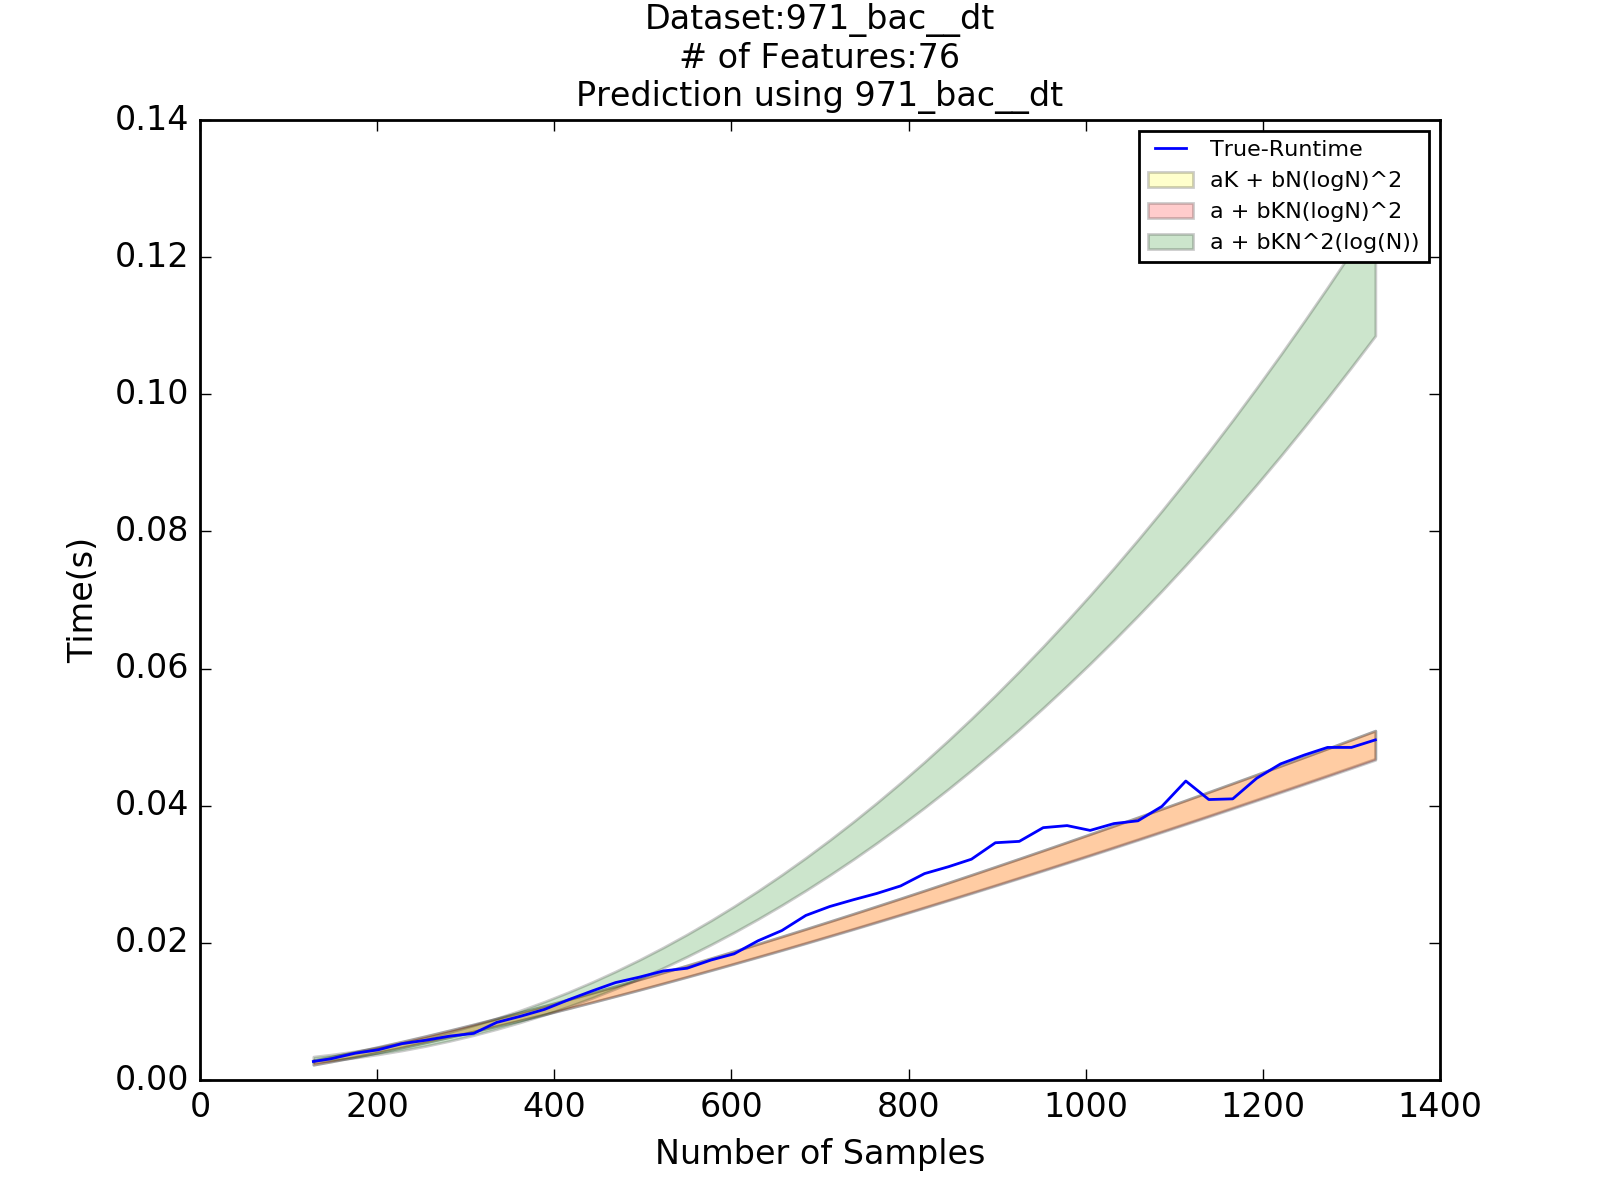 Dataset:971_bac__dt
# of Features:76
Prediction using 971_bac__dt
0.14
0.12
0.10
0.08
0.06
0.04
0.02
0.00
Time(s)
True-Runtime
aK + bN(logN)^2
a + bKN(logN)^2
a + bKN^2(log(N))
0 200 400 600 800 1000 1200 1400
Number of Samples